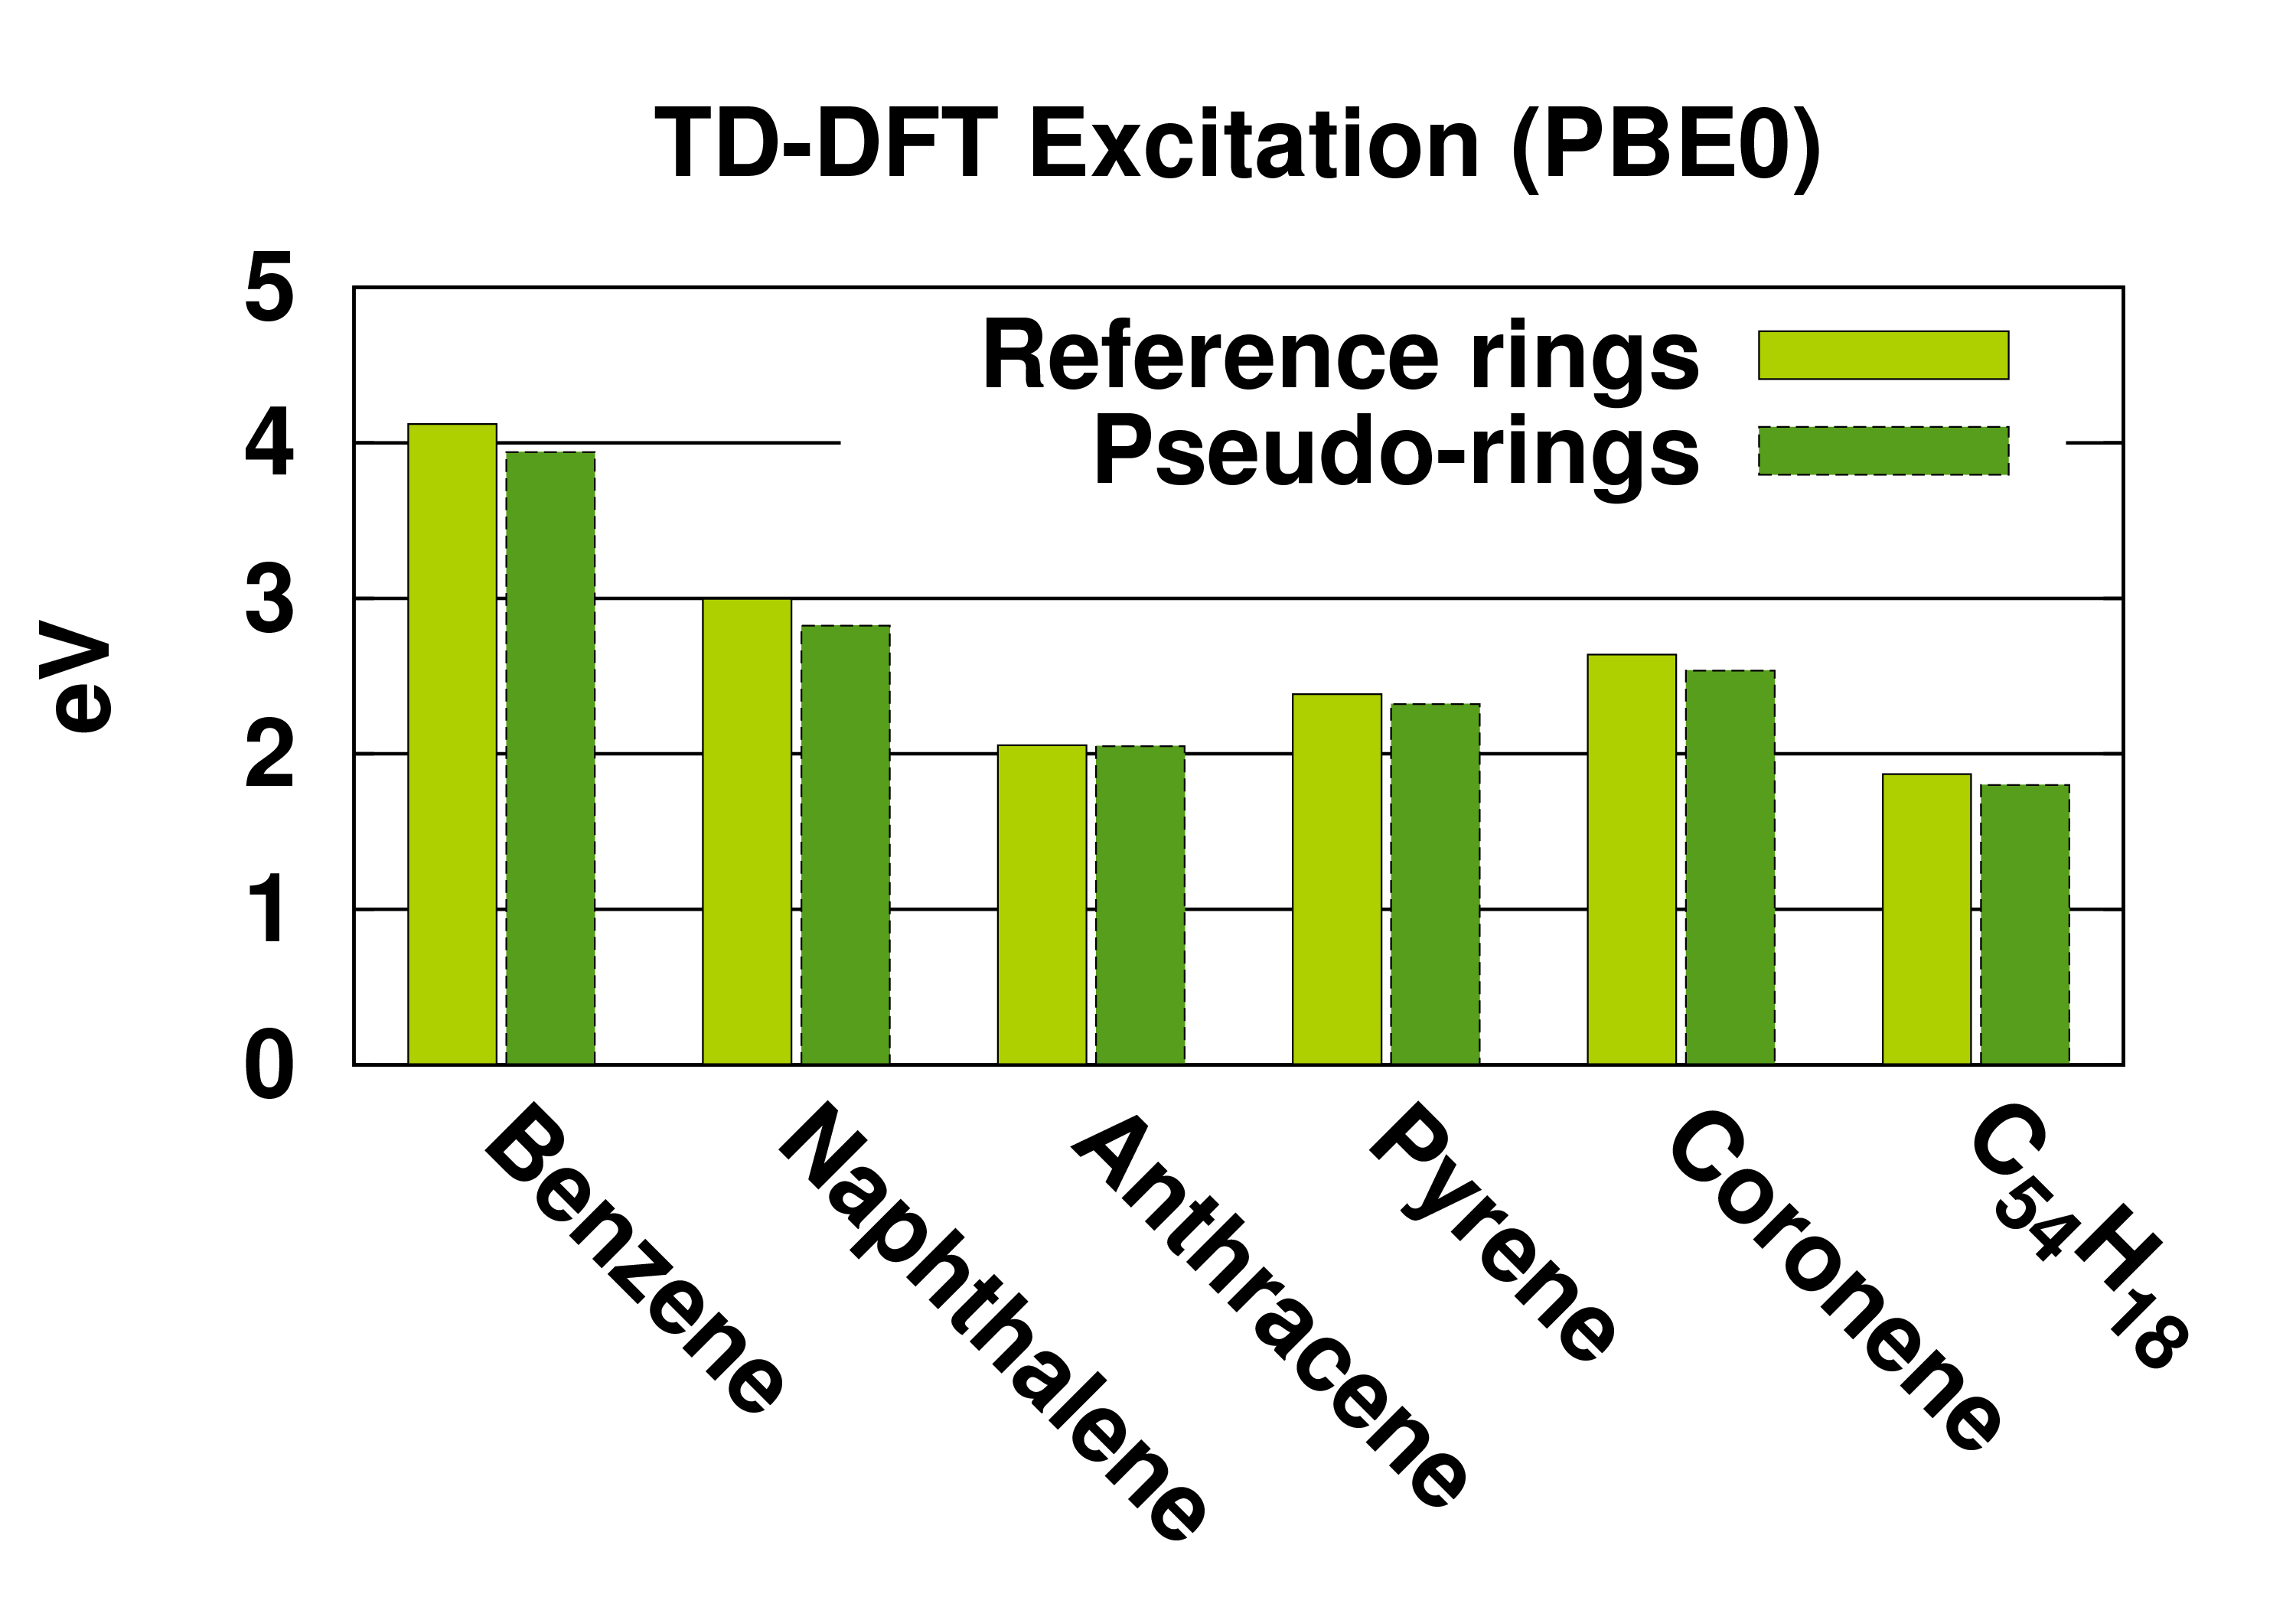 TD-DFT Excitation (PBE0)
5
4
3
2
1
0
eV
Reference rings
Pseudo-rings
Benzene
Naphthalene
Anthracene
Pyrene
Coronene
C₅₄H₁₈